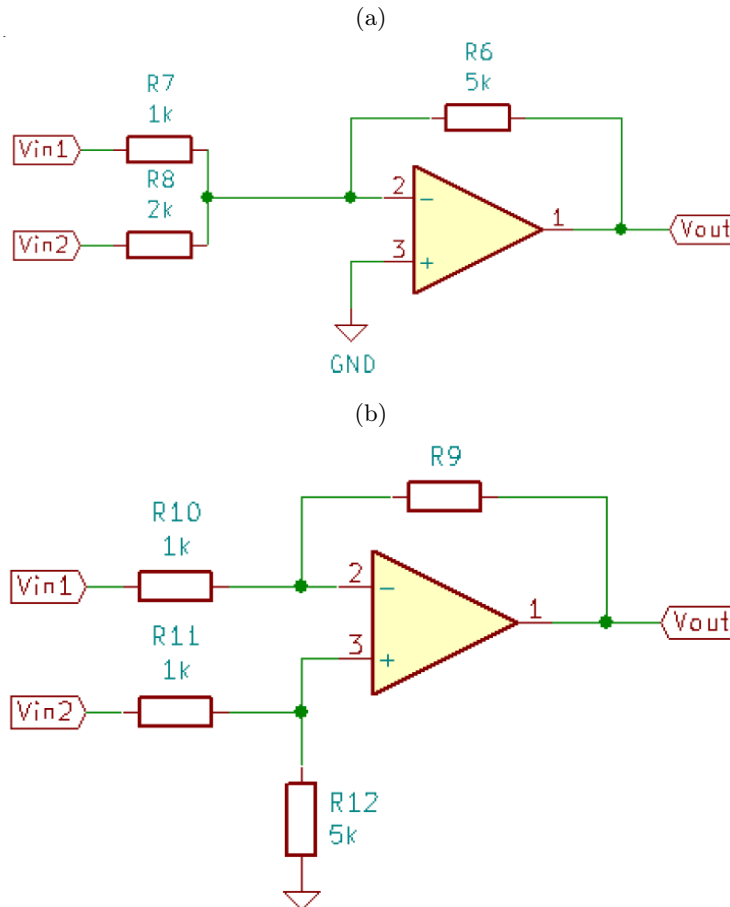 (a)
R6
5k
R7
1k
Vin1
R8
2k
Vin2
2
-
3
+
1
Vout
GND
(b)
R9
R10
1k
Vin1
2
-
1
Vout
R11
1k
3
+
Vin2
R12
5k